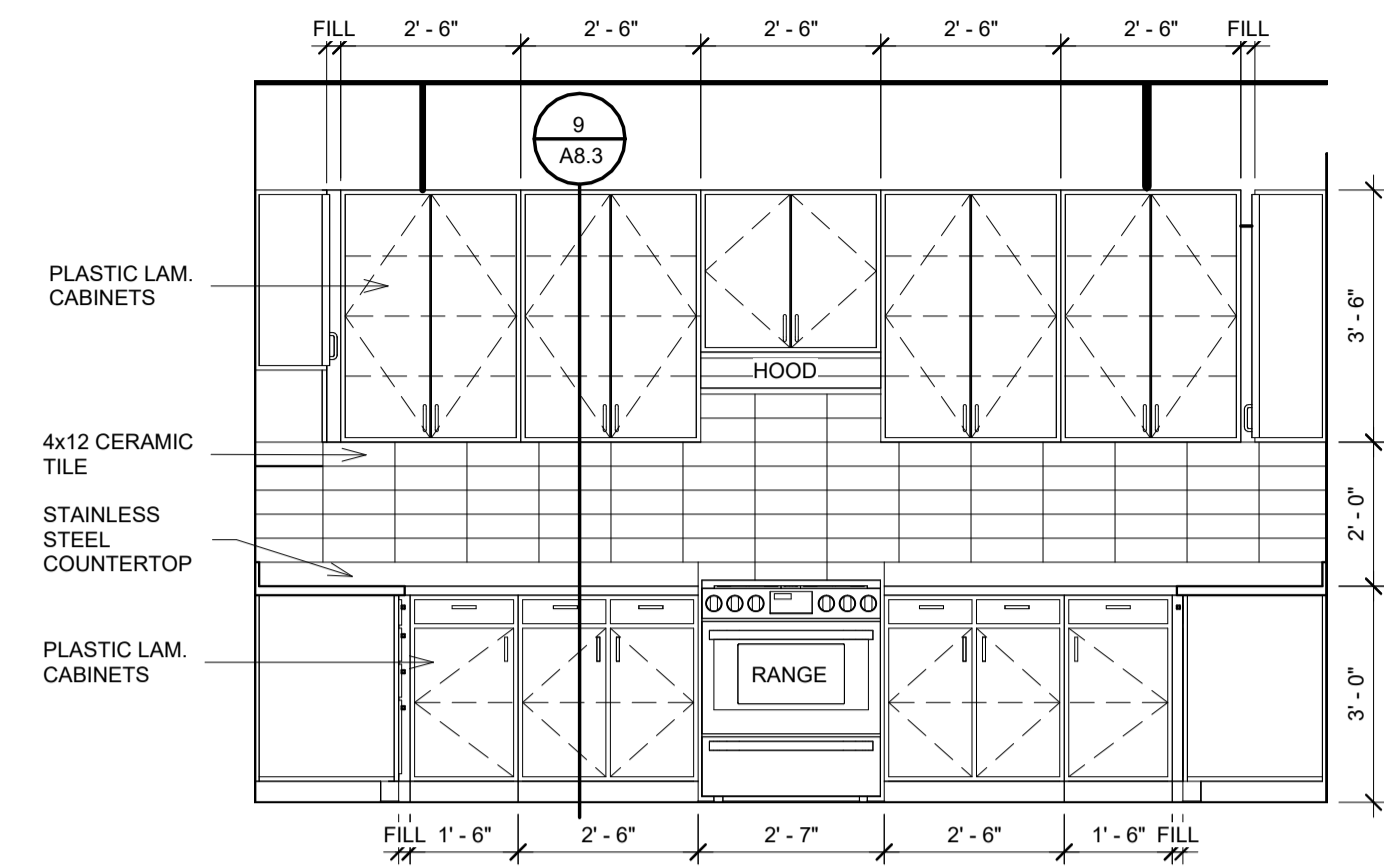 FILL 2' - 6" 2' - 6" 2' - 6" 2' - 6" 2' - 6" FILL
9
A8.3
PLASTIC LAM.
CABINETS
3' - 6"
HOOD
4x12 CERAMIC
TILE
2' - 0"
STAINLESS
STEEL
COUNTERTOP
PLASTIC LAM.
CABINETS
RANGE
3' - 0"
FILL 1' - 6" 2' - 6" 2' - 7" 2' - 6" 1' - 6" FILL